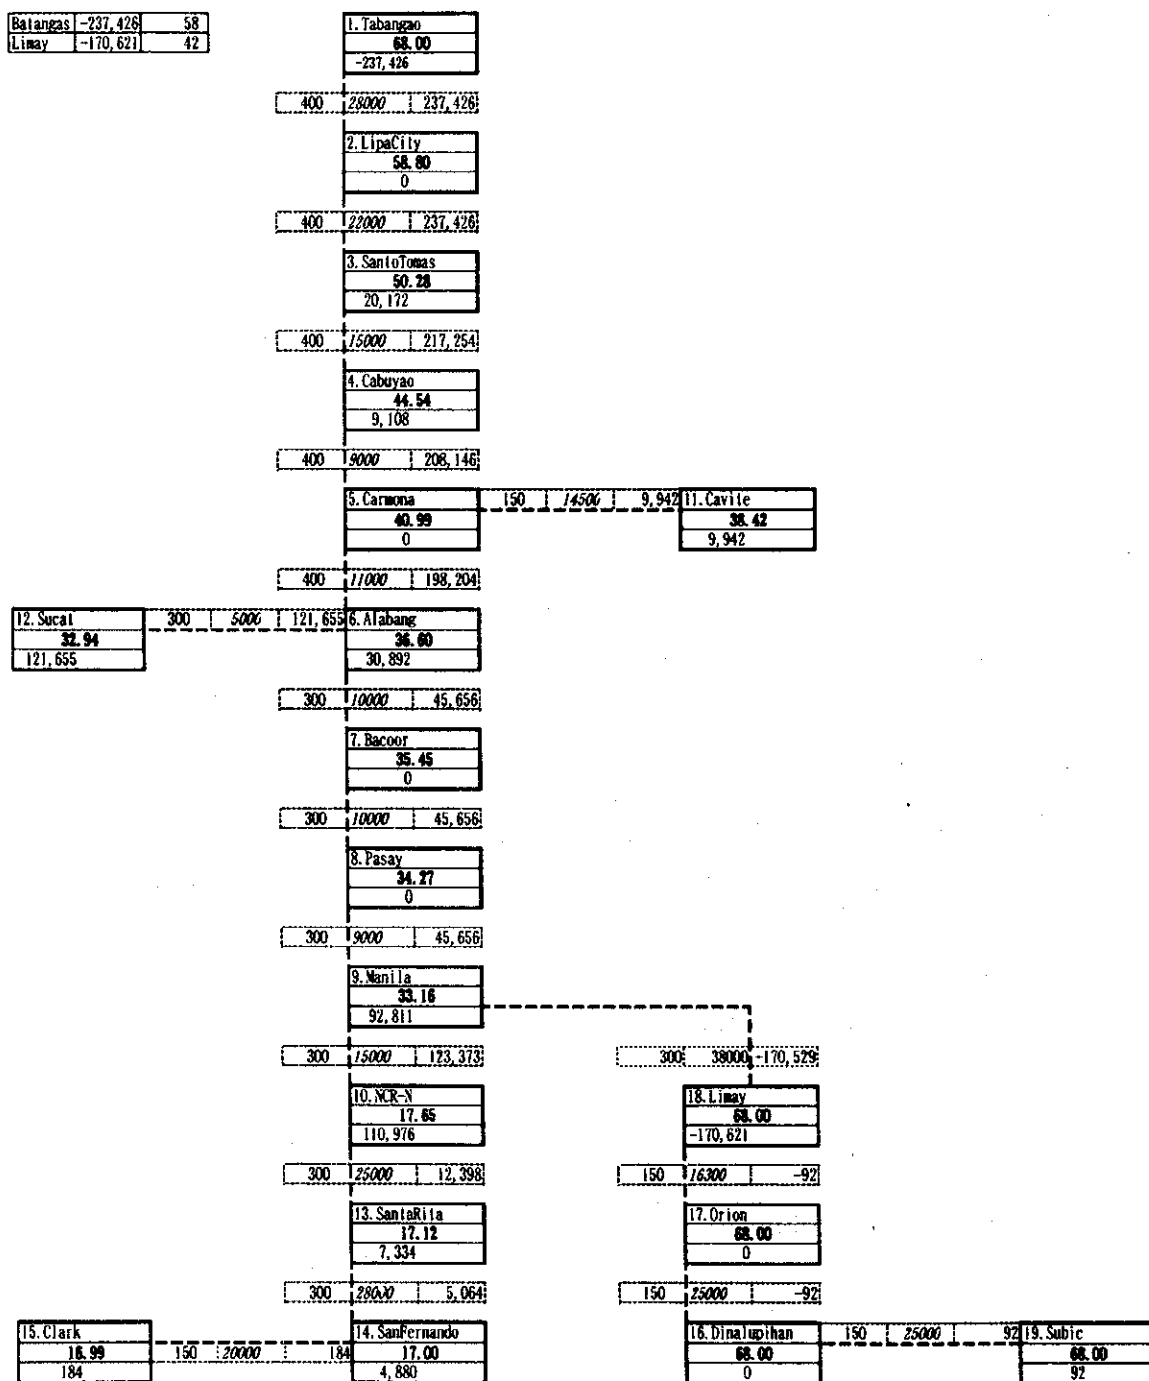 Batangas -237,426 58
Limay -170,621 42
1.Tabangao
68.00
-237,426
400 28000 237,426
2.LipaCity
58.80
0
400 22000 237,426
3.SantoTomas
50.28
20,172
400 15000 217,254
4.Cabuyao
44.54
9,108
400 9000 208,146
5.Carmona 150 14500 9,942 11.Cavite
40.99 38.42
0 9,942
400 11000 198,204
12.Sucat 300 5000 121,655 6.Alabang
32.94 36.60
121,655 30,892
300 10000 45,656
7.Bacoor
35.45
0
300 10000 45,656
8.Pasay
34.27
0
300 9000 45,656
9.Manila
33.16
92,811
300 15000 123,373 300 38000 -170,529
10.NCR-N 18.Limay
17.65 68.00
110,976 -170,621
300 25000 12,398 150 16300 -92
13.SantaRita 17.Orion
17.12 68.00
7,334 0
300 28000 5,064 150 25000 -92
15.Clark 14.SanFernando 16.Dinalupihan 150 25000 92 19.Subic
16.99 150 20000 184 17.00 68.00 68.00
184 4,880 0 92